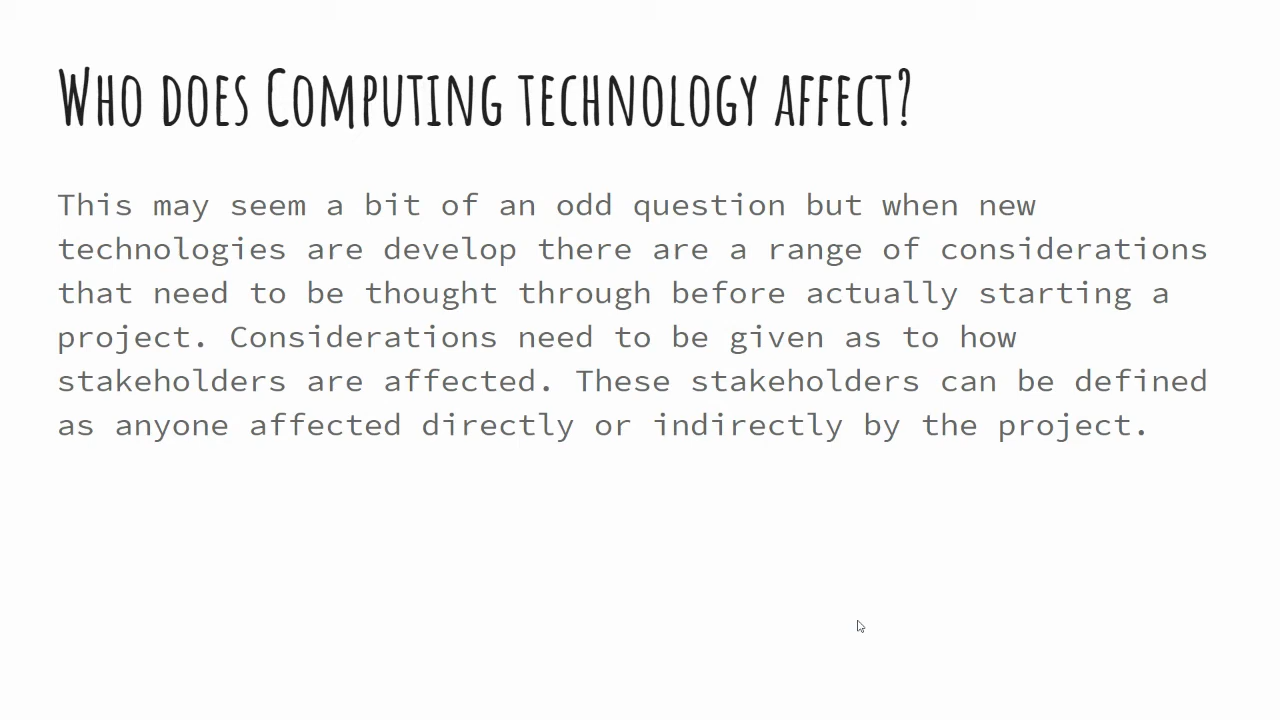 Who does Computing technology affect?
This may seem a bit of an odd question but when new
technologies are develop there are a range of considerations
that need to be thought through before actually starting a
project. Considerations need to be given as to how
stakeholders are affected. These stakeholders can be defined
as anyone affected directly or indirectly by the project.